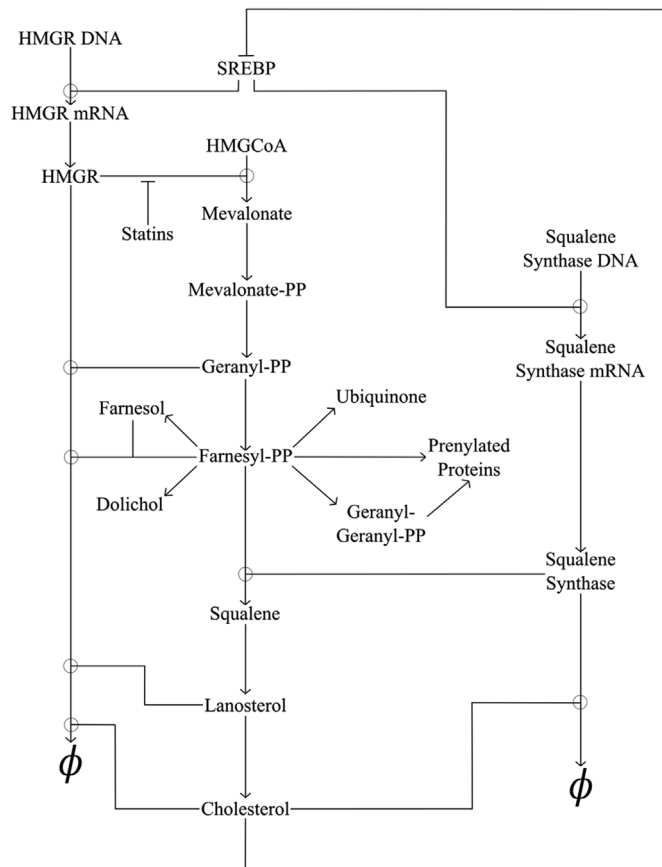 HMGR DNA
SREBP
HMGR mRNA
HMGCoA
HMGR
Mevalonate
Statins
Squalene
Synthase DNA
Mevalonate-PP
Squalene
Synthase mRNA
Geranyl-PP
Ubiquinone
Farnesol
Prenylated
Proteins
Farnesyl-PP
Dolichol
Geranyl-
Geranyl-PP
Squalene
Synthase
Squalene
Lanosterol
ϕ
ϕ
Cholesterol